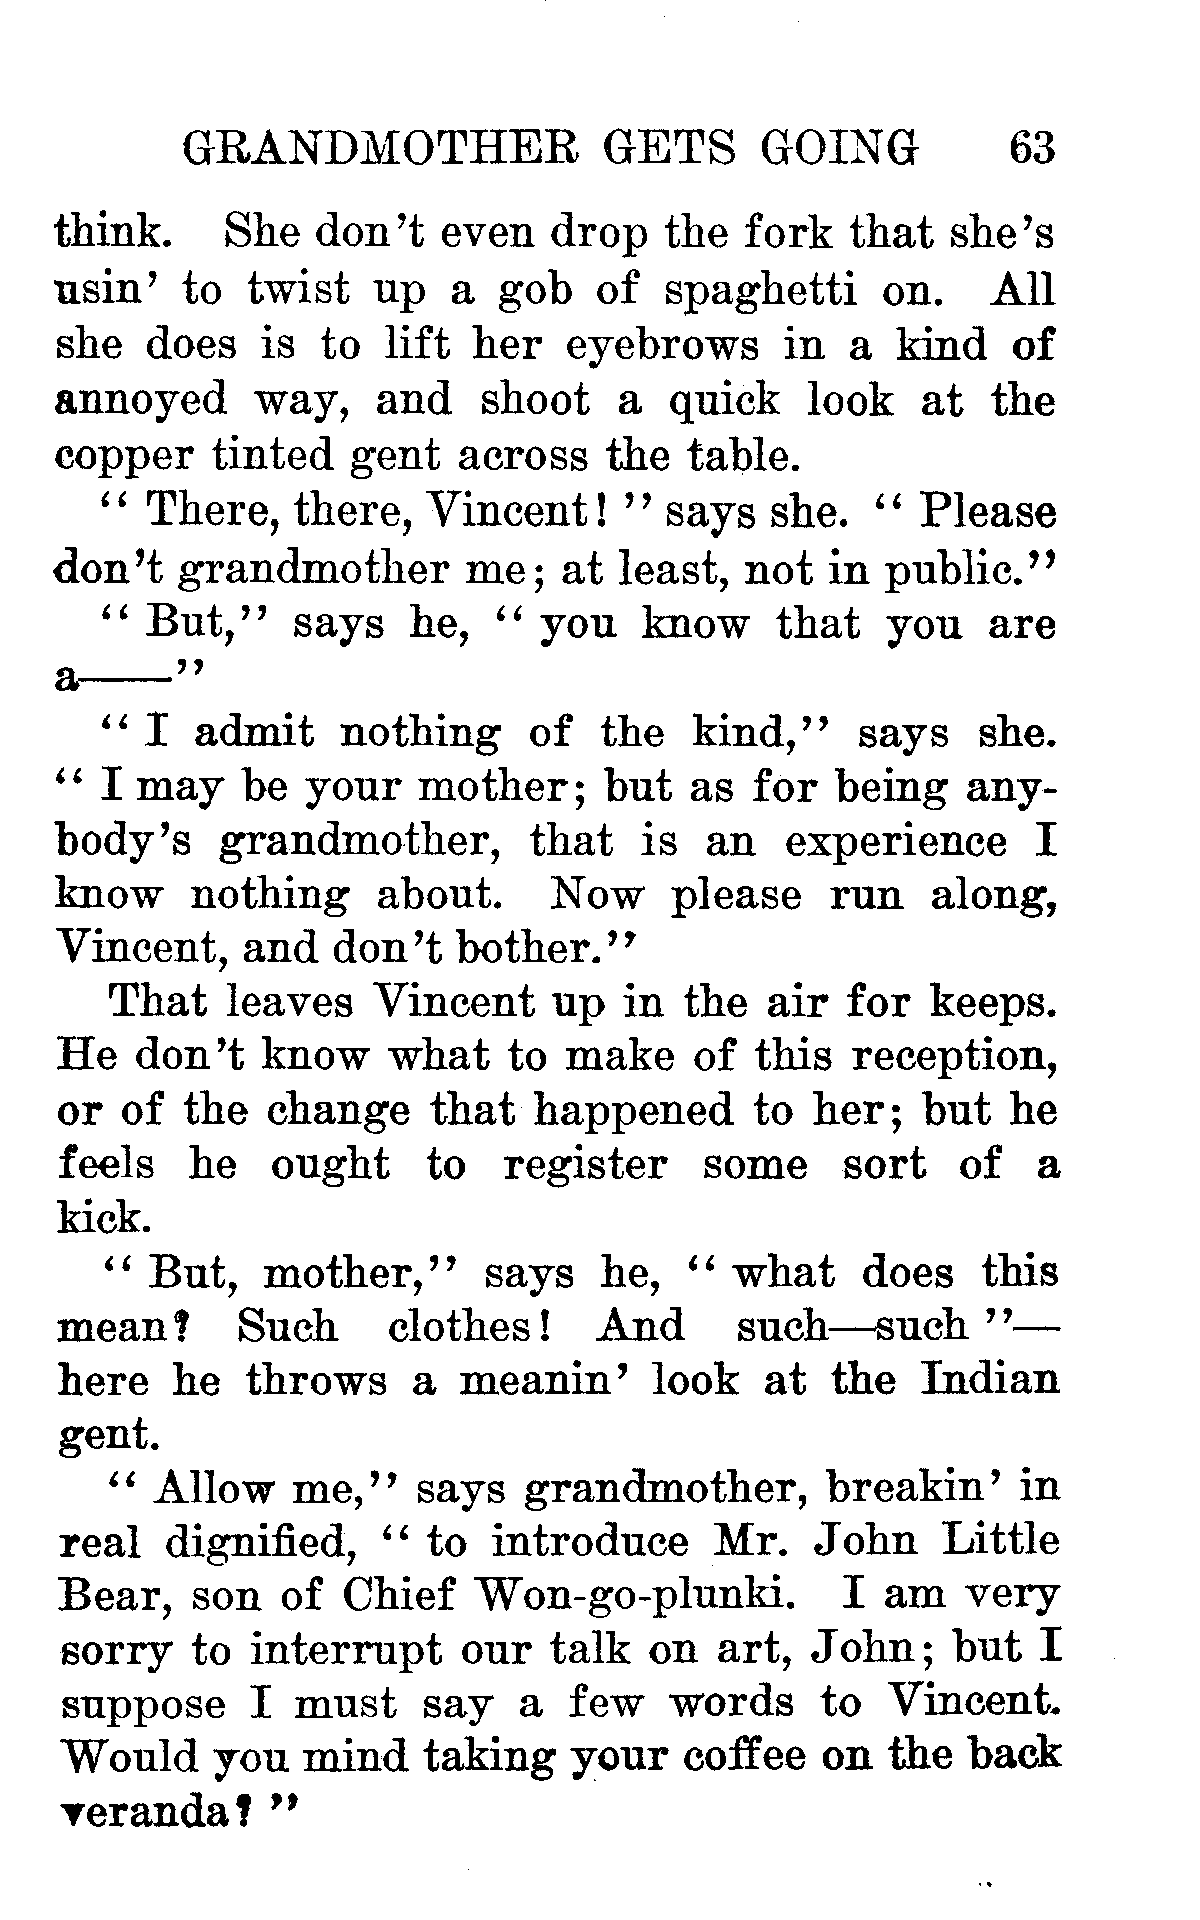 GRANDMOTHER GETS GOING 63
think. She don't even drop the fork that she's
usin' to twist up a gob of spaghetti on. All
she does is to lift her eyebrows in a kind of
annoyed way, and shoot a quick look at the
copper tinted gent across the table.
"There, there, Vincent!" says she. "Please
don't grandmother me; at least, not in public."
"But," says he, "you know that you are
a——"
"I admit nothing of the kind," says she.
"I may be your mother; but as for being any-
body's grandmother, that is an experience I
know nothing about. Now please run along,
Vincent, and don't bother."
That leaves Vincent up in the air for keeps.
He don't know what to make of this reception,
or of the change that happened to her; but he
feels he ought to register some sort of a
kick.
"But, mother," says he, "what does this
mean? Such clothes! And such—such"—
here he throws a meanin' look at the Indian
gent.
"Allow me," says grandmother, breakin' in
real dignified, "to introduce Mr. John Little
Bear, son of Chief Won-go-plunki. I am very
sorry to interrupt our talk on art, John; but I
suppose I must say a few words to Vincent.
Would you mind taking your coffee on the back
veranda?"